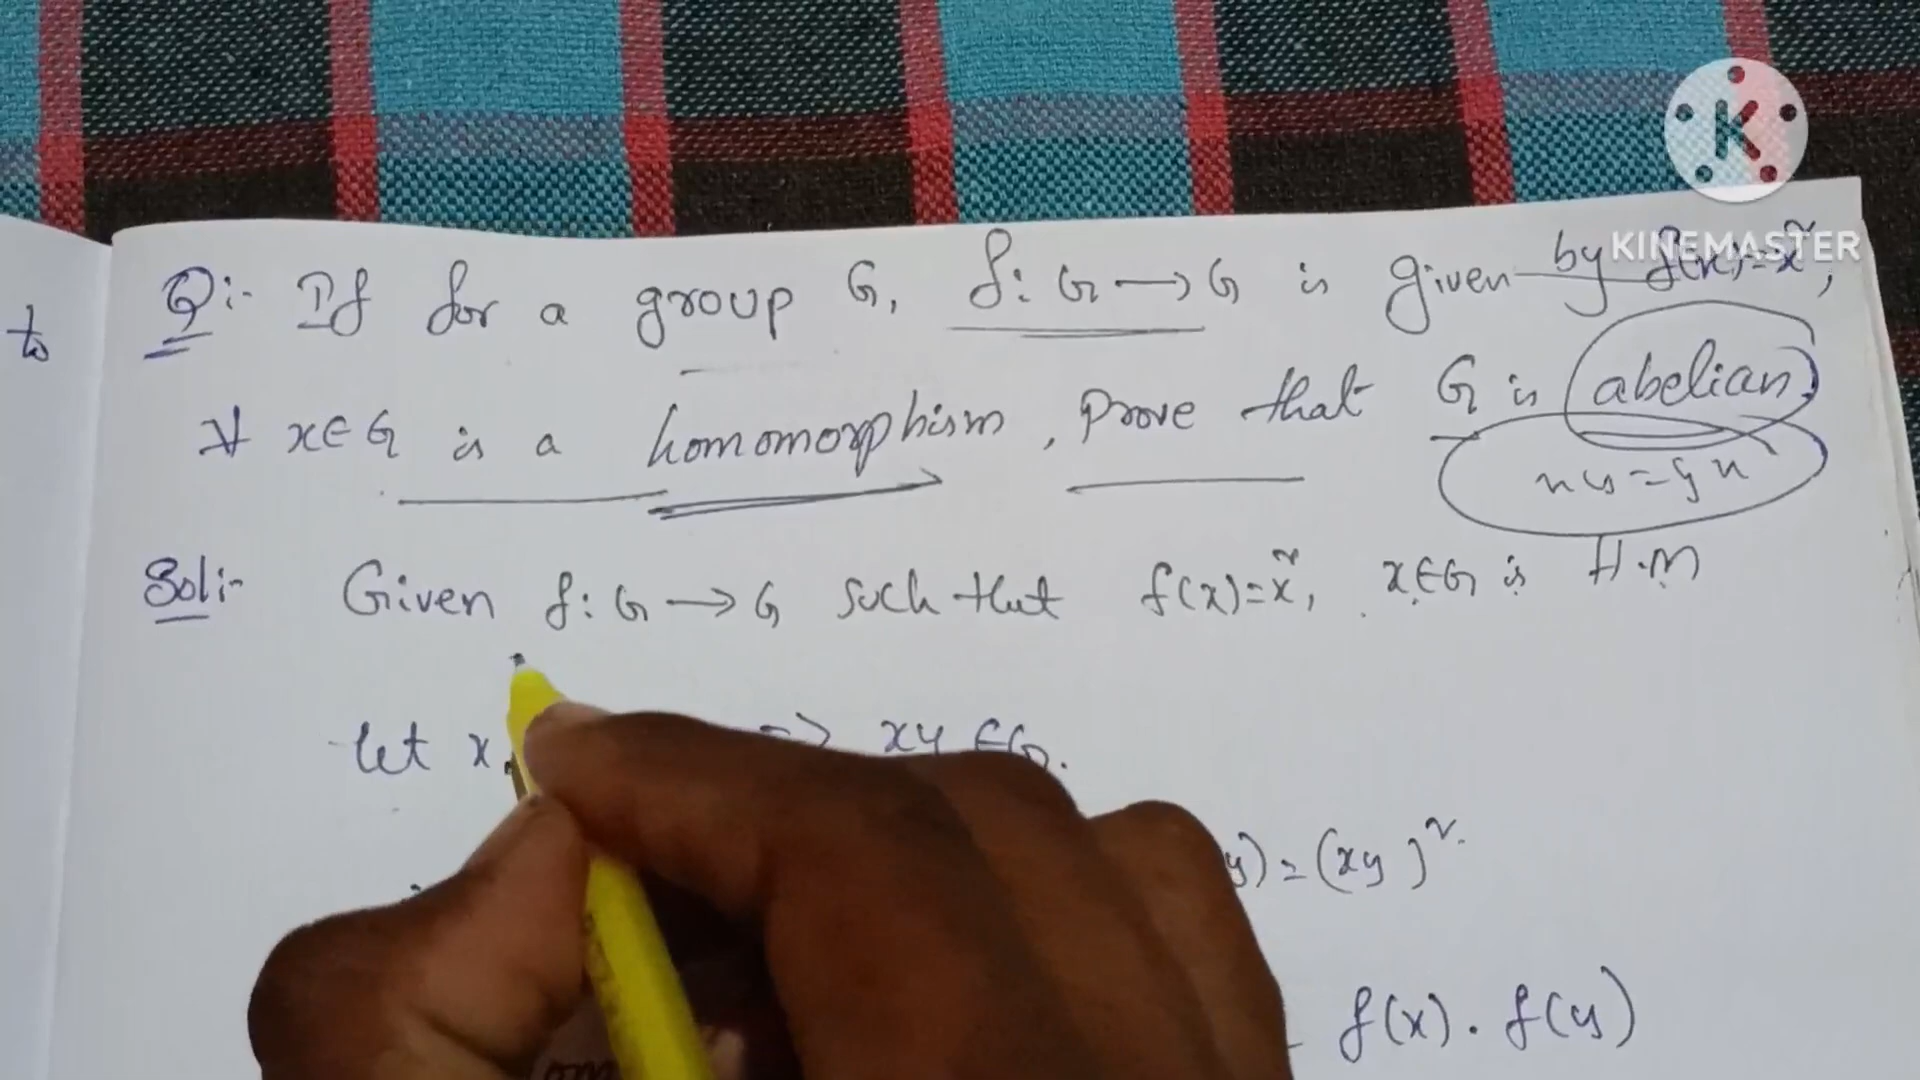 K
KINEMASTER
to
Q:- If for a group G, f: G → G is given by f(x)=x²,
∀ x∈G is a homomorphism, Prove that G is abelian.
xy=yx
Sol:- Given f: G → G such that f(x)=x², x∈G is H.M
let x, ⇒ xy ∈G.
y)=(xy)².
f(x). f(y)